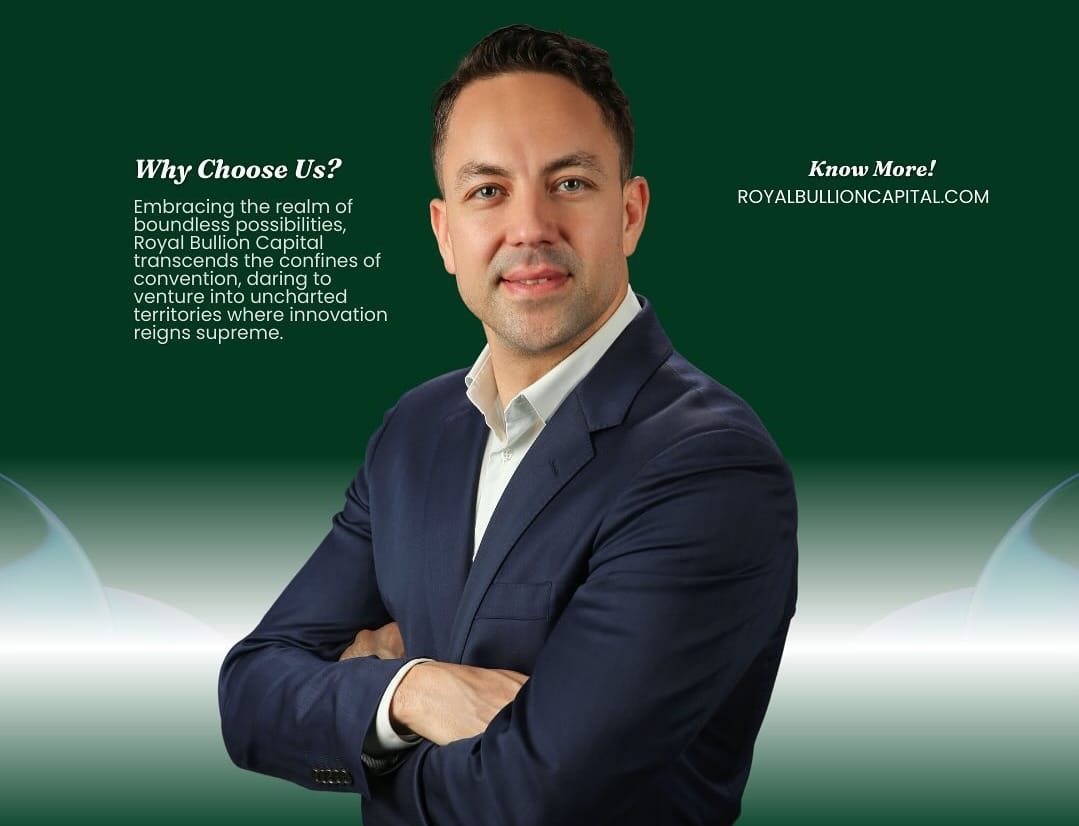 Why Choose Us?
Embracing the realm of
boundless possibilities,
Royal Bullion Capital
transcends the confines of
convention, daring to
venture into uncharted
territories where innovation
reigns supreme.
Know More!
ROYALBULLIONCAPITAL.COM